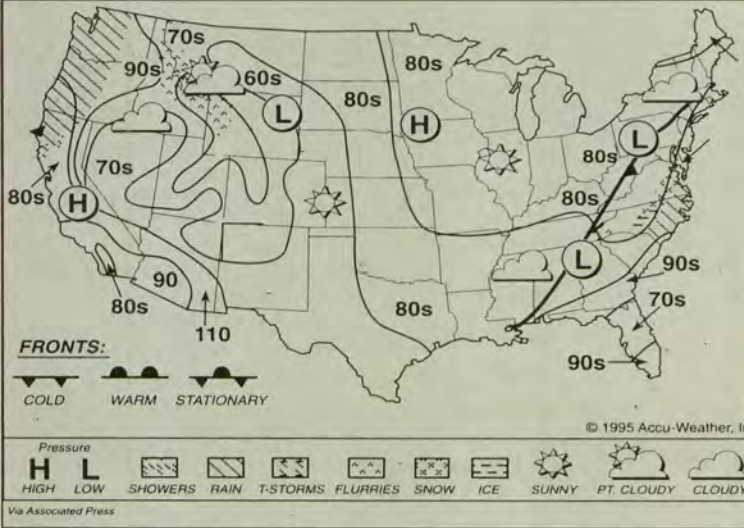 70s
80s
90s
60s
80s
H
L
H
L
80s
80s
70s
80s
H
L
90s
90
80s
70s
80s
110
90s
FRONTS:
COLD WARM STATIONARY
© 1995 Accu-Weather, In
Pressure
H L
HIGH LOW SHOWERS RAIN T-STORMS FLURRIES SNOW ICE SUNNY PT. CLOUDY CLOUDY
Via Associated Press